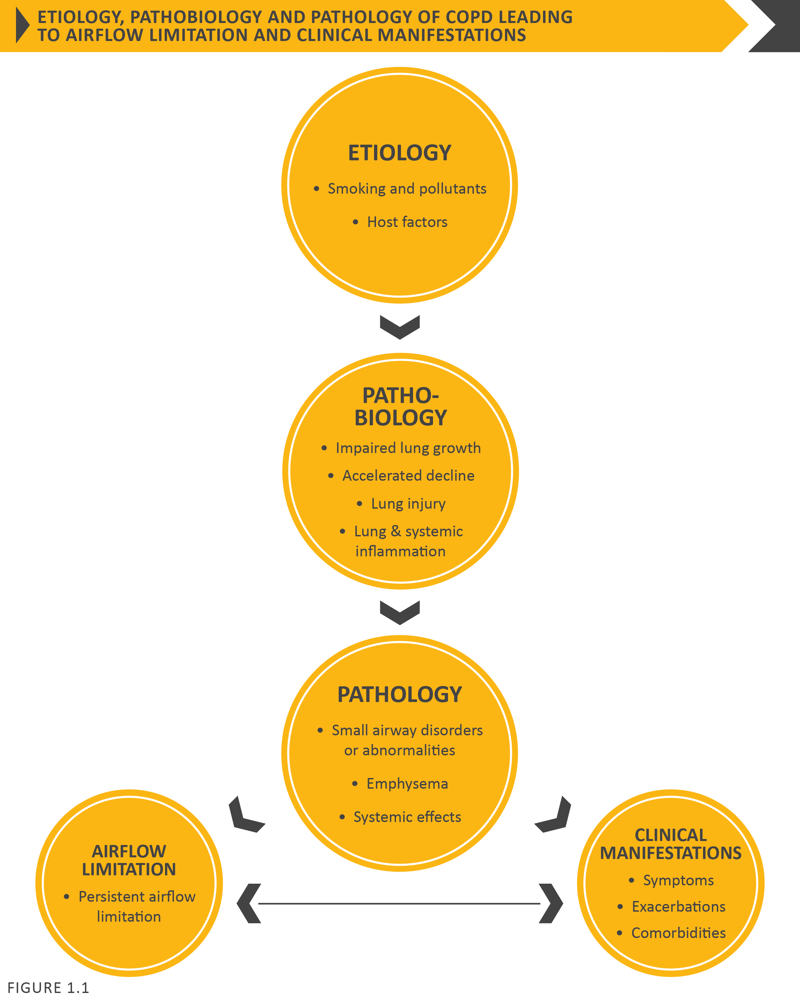 ETIOLOGY, PATHOBIOLOGY AND PATHOLOGY OF COPD LEADING
TO AIRFLOW LIMITATION AND CLINICAL MANIFESTATIONS
ETIOLOGY
• Smoking and pollutants
• Host factors
PATHO-
BIOLOGY
• Impaired lung growth
• Accelerated decline
• Lung injury
• Lung & systemic
inflammation
PATHOLOGY
• Small airway disorders
or abnormalities
• Emphysema
• Systemic effects
AIRFLOW
LIMITATION
• Persistent airflow
limitation
CLINICAL
MANIFESTATIONS
• Symptoms
• Exacerbations
• Comorbidities
FIGURE 1.1